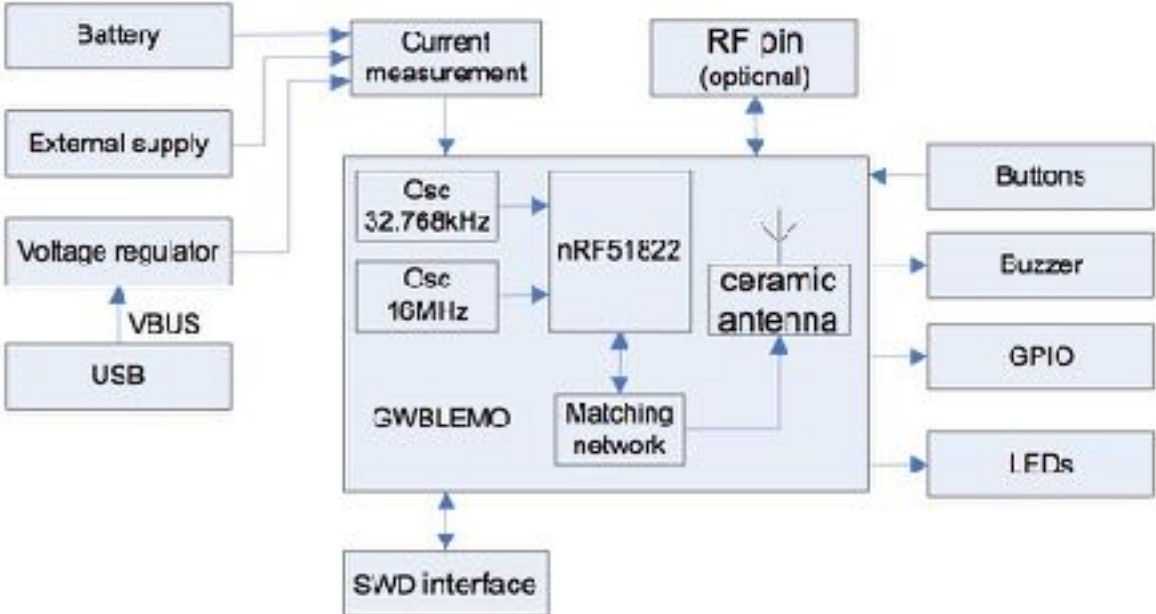 Battery
Current
measurement
RF pin
(optional)
External supply
Buttons
Osc
32.768kHz
nRF51822
Voltage regulator
Buzzer
Osc
16MHz
ceramic
antenna
VBUS
USB
GPIO
GWBLEMO
Matching
network
LEDs
SWD interface